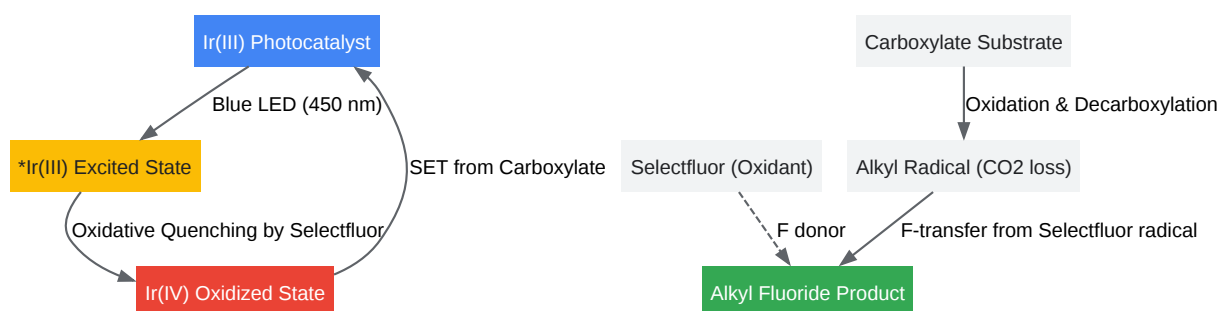 Ir(III) Photocatalyst
Carboxylate Substrate
Blue LED (450 nm)
Oxidation & Decarboxylation
*Ir(III) Excited State
SET from Carboxylate
Selectfluor (Oxidant)
Alkyl Radical (CO2 loss)
Oxidative Quenching by Selectfluor
F donor
F-transfer from Selectfluor radical
Ir(IV) Oxidized State
Alkyl Fluoride Product